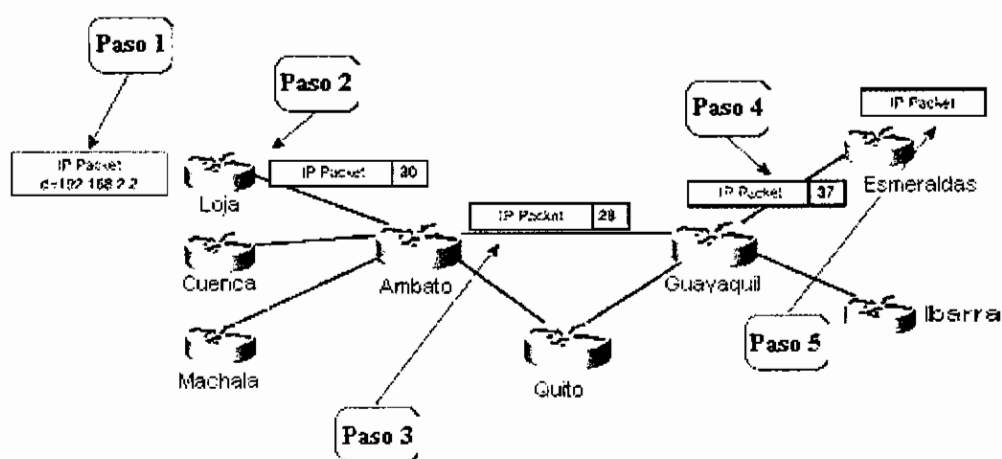 Paso 1
Paso 2
Paso 4
IP Packet
IP Packet
d=192.168.2.2
IP Packet 30
IP Packet 37
Esmeraldas
Loja
IP Packet 28
Cuenca
Ambato
Guayaquil
Ibarra
Paso 5
Machala
Quito
Paso 3